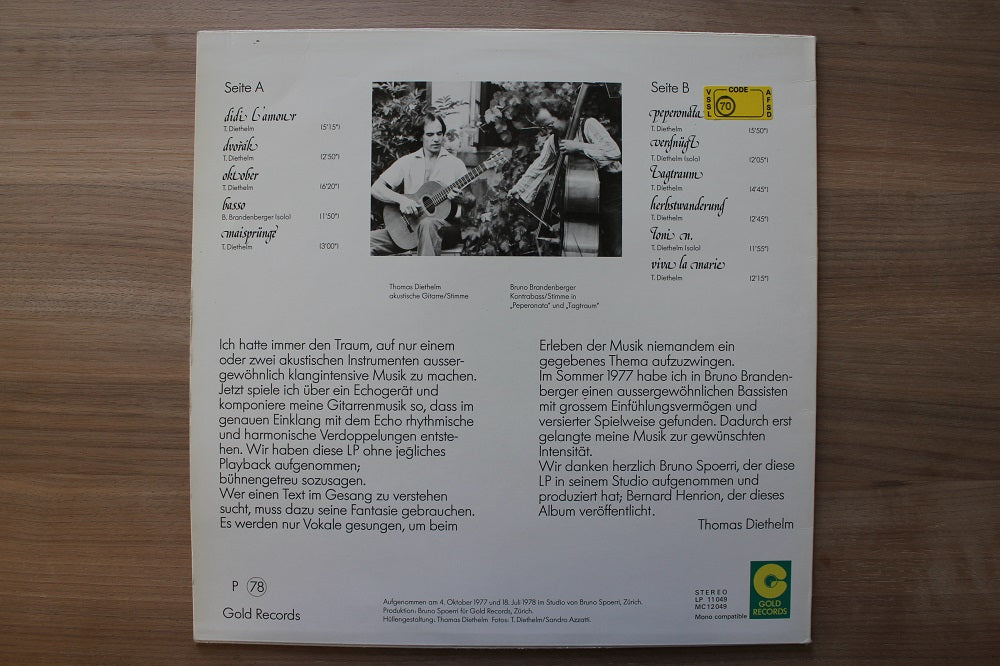 Seite A
didi l'amour
T. Diethelm (5'15")
dvořák
T. Diethelm (2'50")
oktober
T. Diethelm (6'20")
basso
B. Brandenberger (solo) (1'50")
maisprünge
T. Diethelm (3'00")
Seite B
peperonata
T. Diethelm (5'50")
vergnügt
T. Diethelm (solo) (2'05")
tagtraum
T. Diethelm (4'45")
herbstwanderung
T. Diethelm (2'45")
toni n.
T. Diethelm (solo) (1'55")
viva la marie
T. Diethelm (2'15")
VSSL
CODE
70
AFSD
Thomas Diethelm
akustische Gitarre/Stimme
Bruno Brandenberger
Kontrabass/Stimme in
„Peperonata" und „Tagtraum"
Ich hatte immer den Traum, auf nur einem
oder zwei akustischen Instrumenten ausser-
gewöhnlich klangintensive Musik zu machen.
Jetzt spiele ich über ein Echogerät und
komponiere meine Gitarrenmusik so, dass im
genauen Einklang mit dem Echo rhythmische
und harmonische Verdoppelungen entste-
hen. Wir haben diese LP ohne jegliches
Playback aufgenommen;
bühnengetreu sozusagen.
Wer einen Text im Gesang zu verstehen
sucht, muss dazu seine Fantasie gebrauchen.
Es werden nur Vokale gesungen, um beim
Erleben der Musik niemandem ein
gegebenes Thema aufzuzwingen.
Im Sommer 1977 habe ich in Bruno Branden-
berger einen aussergewöhnlichen Bassisten
mit grossem Einfühlungsvermögen und
versierter Spielweise gefunden. Dadurch erst
gelangte meine Musik zur gewünschten
Intensität.
Wir danken herzlich Bruno Spoerri, der diese
LP in seinem Studio aufgenommen und
produziert hat; Bernard Henrion, der dieses
Album veröffentlicht.
Thomas Diethelm
P 78
Gold Records
Aufgenommen am 4. Oktober 1977 und 18. Juli 1978 im Studio von Bruno Spoerri, Zürich.
Produktion: Bruno Spoerri für Gold Records, Zürich.
Hüllengestaltung: Thomas Diethelm Fotos: T. Diethelm/Sandro Azzatti.
STEREO
LP 11049
MC 12049
Mono compatible
GOLD
RECORDS